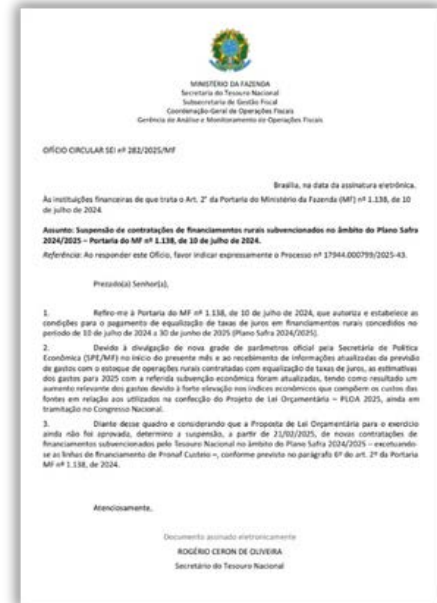 MINISTÉRIO DA FAZENDA
Secretaria do Tesouro Nacional
Subsecretaria de Gestão Fiscal
Coordenação-Geral de Operações Fiscais
Gerência de Análise e Monitoramento de Operações Fiscais
OFÍCIO CIRCULAR SEI nº 282/2025/MF
Brasília, na data da assinatura eletrônica.
Às instituições financeiras de que trata o Art. 2° da Portaria do Ministério da Fazenda (MF) nº 1.138, de 10
de julho de 2024.
Assunto: Suspensão de contratações de financiamentos rurais subvencionados no âmbito do Plano Safra
2024/2025 – Portaria do MF nº 1.138, de 10 de julho de 2024.
Referência: Ao responder este Ofício, favor indicar expressamente o Processo nº 17944.000799/2025-43.
Prezado(a) Senhor(a),
1. Refiro-me à Portaria do MF nº 1.138, de 10 de julho de 2024, que autoriza e estabelece as
condições para o pagamento de equalização de taxas de juros em financiamentos rurais concedidos no
período de 10 de julho de 2024 a 30 de junho de 2025 (Plano Safra 2024/2025).
2. Devido à divulgação de nova grade de parâmetros oficial pela Secretaria de Política
Econômica (SPE/MF) no início do presente mês e ao recebimento de informações atualizadas da previsão
de gastos com o estoque de operações rurais contratadas com equalização de taxas de juros, as estimativas
dos gastos para 2025 com a referida subvenção econômica foram atualizadas, tendo como resultado um
aumento relevante dos gastos devido à forte elevação nos índices econômicos que compõem os custos das
fontes em relação aos utilizados na confecção do Projeto de Lei Orçamentária – PLOA 2025, ainda em
tramitação no Congresso Nacional.
3. Diante desse quadro e considerando que a Proposta de Lei Orçamentária para o exercício
ainda não foi aprovada, determino a suspensão, a partir de 21/02/2025, de novas contratações de
financiamentos subvencionados pelo Tesouro Nacional no âmbito do Plano Safra 2024/2025 – excetuando-
se as linhas de financiamento de Pronaf Custeio –, conforme previsto no parágrafo 6º do art. 2º da Portaria
MF nº 1.138, de 2024.
Atenciosamente,
Documento assinado eletronicamente
ROGÉRIO CERON DE OLIVEIRA
Secretário do Tesouro Nacional